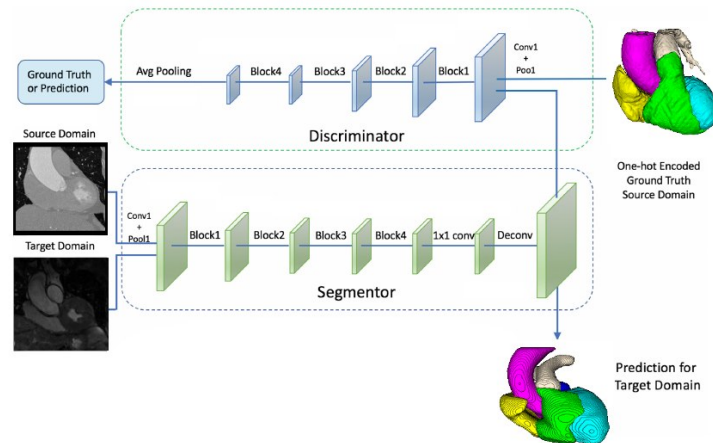 Ground Truth
or Prediction
Avg Pooling
Block4
Block3
Block2
Block1
Conv1
+
Poo1
Discriminator
One-hot Encoded
Ground Truth
Source Domain
Source Domain
Target Domain
Conv1
+
Pool1
Block1
Block2
Block3
Block4
1x1 conv
Deconv
Segmentor
Prediction for
Target Domain